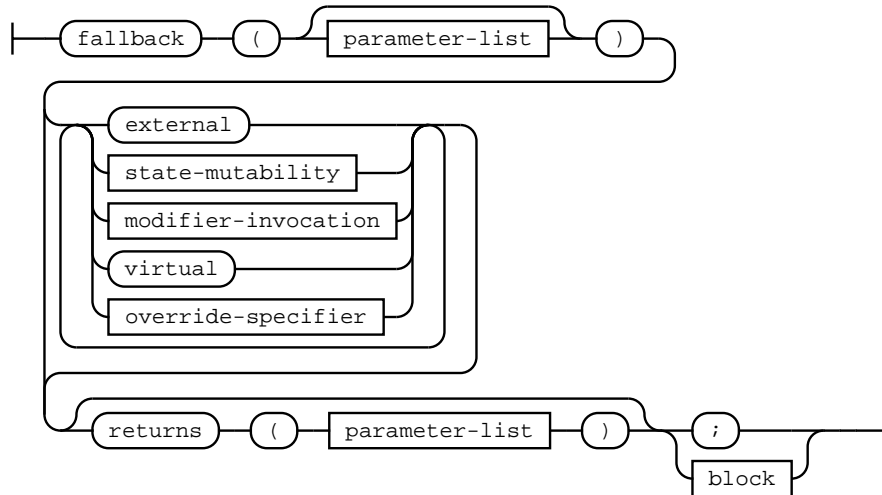 fallback ( parameter-list )
external
state-mutability
modifier-invocation
virtual
override-specifier
returns ( parameter-list ) ;
block